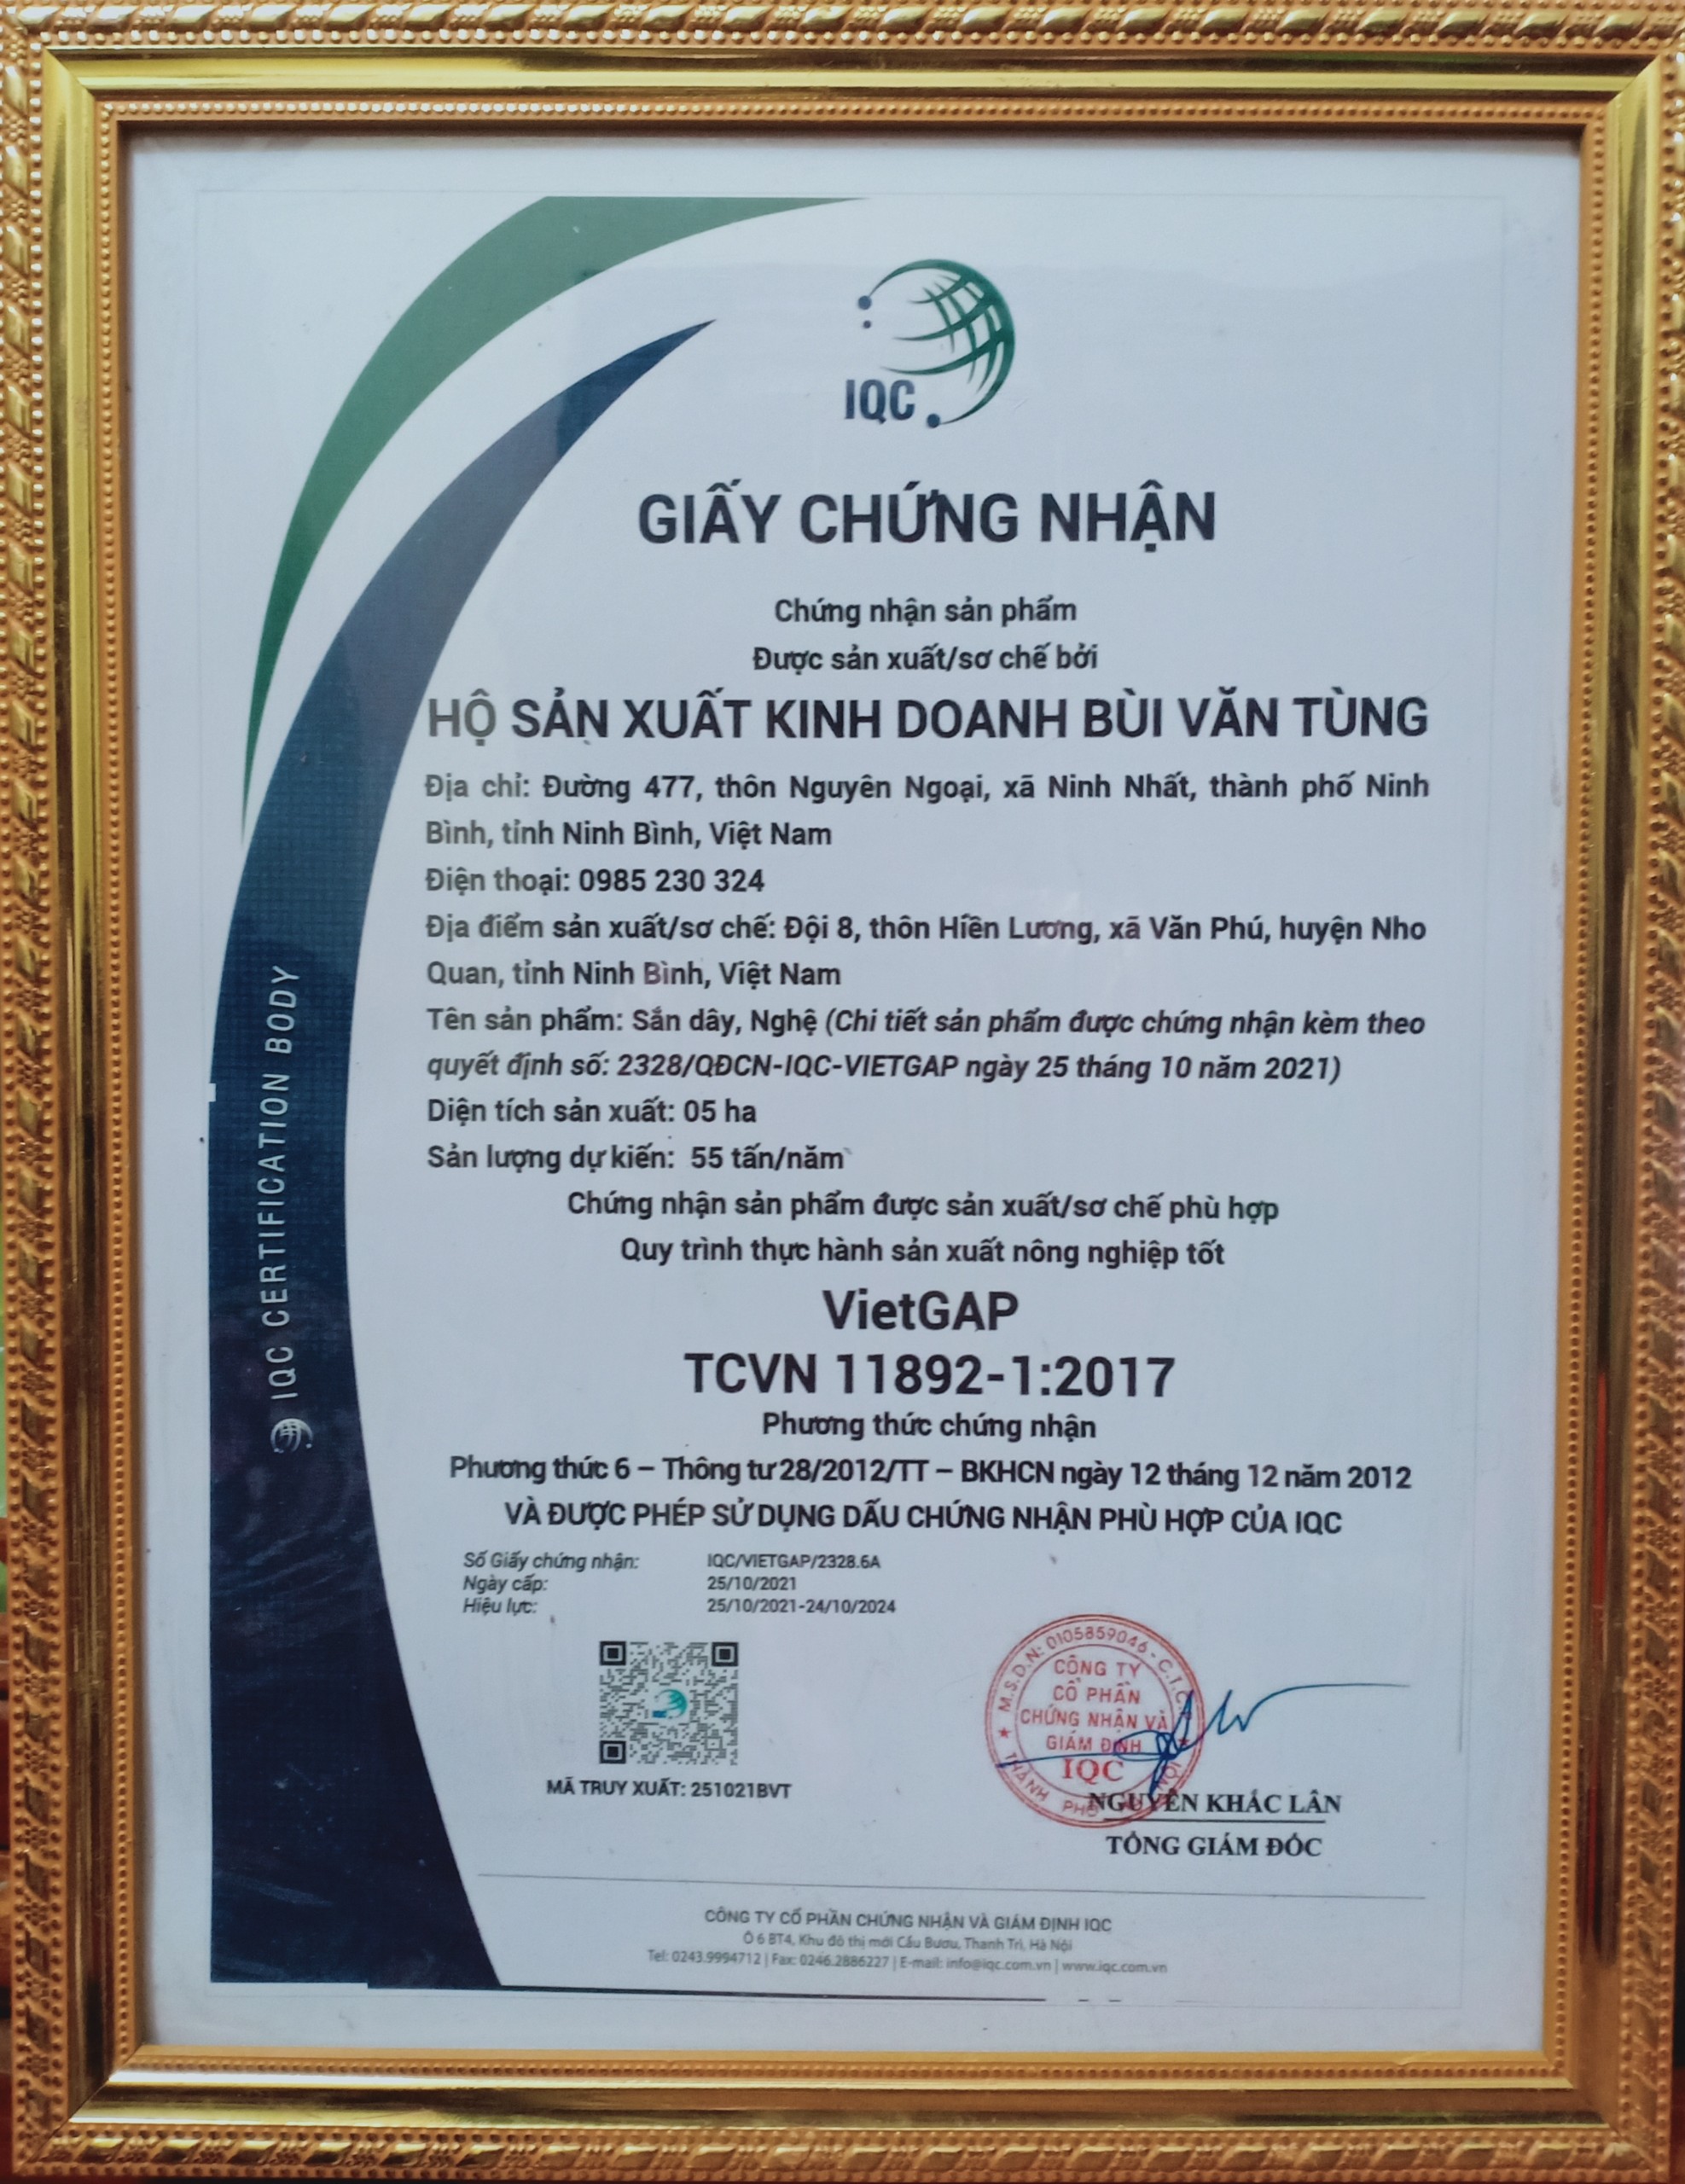 IQC
GIẤY CHỨNG NHẬN
Chứng nhận sản phẩm
Được sản xuất/sơ chế bởi
HỘ SẢN XUẤT KINH DOANH BÙI VĂN TÙNG
Địa chỉ: Đường 477, thôn Nguyên Ngoại, xã Ninh Nhất, thành phố Ninh
Bình, tỉnh Ninh Bình, Việt Nam
Điện thoại: 0985 230 324
Địa điểm sản xuất/sơ chế: Đội 8, thôn Hiền Lương, xã Văn Phú, huyện Nho
Quan, tỉnh Ninh Bình, Việt Nam
Tên sản phẩm: Sắn dây, Nghệ (Chi tiết sản phẩm được chứng nhận kèm theo
quyết định số: 2328/QĐCN-IQC-VIETGAP ngày 25 tháng 10 năm 2021)
Diện tích sản xuất: 05 ha
Sản lượng dự kiến: 55 tấn/năm
Chứng nhận sản phẩm được sản xuất/sơ chế phù hợp
Quy trình thực hành sản xuất nông nghiệp tốt
VietGAP
TCVN 11892-1:2017
Phương thức chứng nhận
Phương thức 6 – Thông tư 28/2012/TT – BKHCN ngày 12 tháng 12 năm 2012
VÀ ĐƯỢC PHÉP SỬ DỤNG DẤU CHỨNG NHẬN PHÙ HỢP CỦA IQC
Số Giấy chứng nhận: IQC/VIETGAP/2328.6A
Ngày cấp: 25/10/2021
Hiệu lực: 25/10/2021-24/10/2024
MÃ TRUY XUẤT: 251021BVT
M.S.D.N: 0105859046 - C.T.C.P
CÔNG TY
CỔ PHẦN
CHỨNG NHẬN VÀ
GIÁM ĐỊNH
IQC
THÀNH PHỐ HÀ NỘI
NGUYỄN KHẮC LÂN
TỔNG GIÁM ĐỐC
IQC CERTIFICATION BODY
CÔNG TY CỔ PHẦN CHỨNG NHẬN VÀ GIÁM ĐỊNH IQC
Ô 6 BT4, Khu đô thị mới Cầu Bươu, Thanh Trì, Hà Nội
Tel: 0243.9994712 | Fax: 0246.2886227 | E-mail: info@iqc.com.vn | www.iqc.com.vn